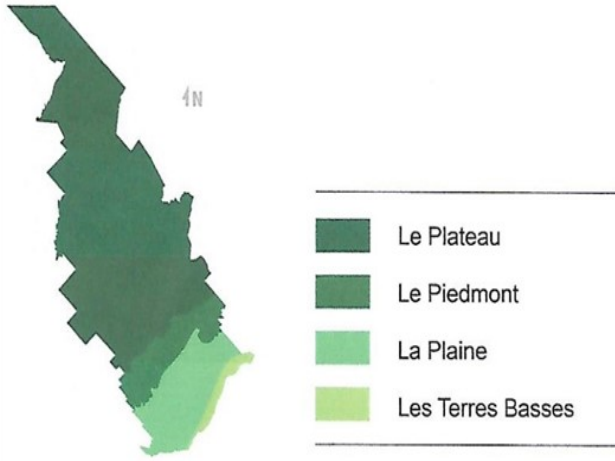 N
Le Plateau
Le Piedmont
La Plaine
Les Terres Basses